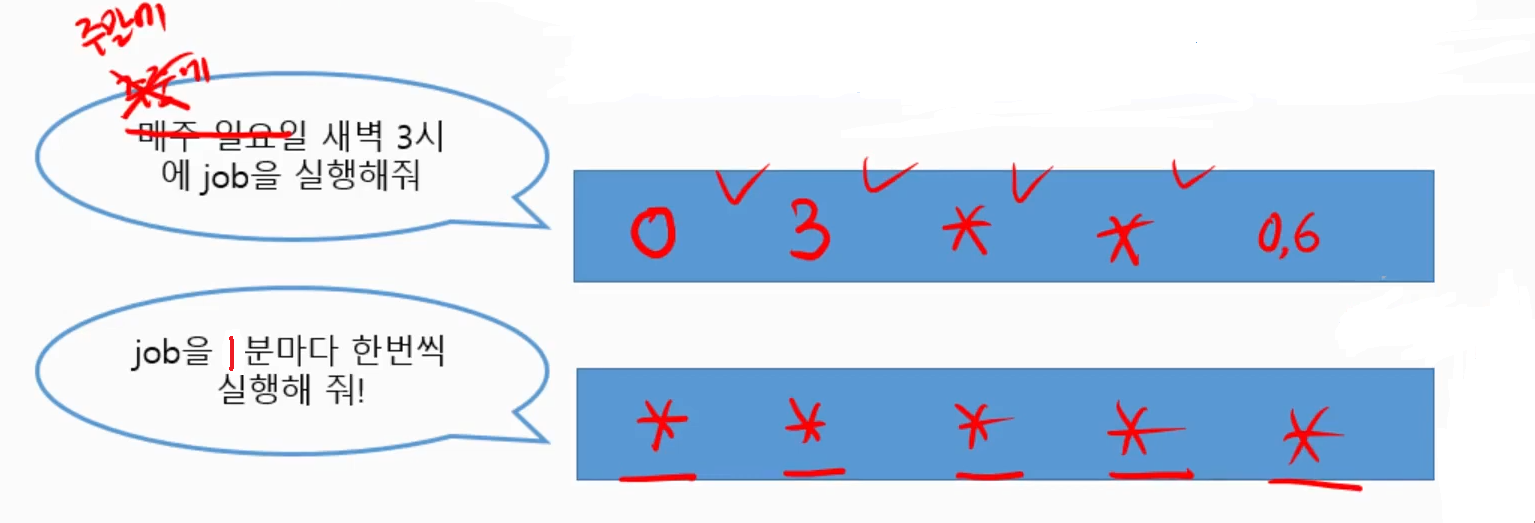 주말에
매주 일요일 새벽 3시
에 job을 실행해줘
0 3 * * 0,6
job을 1분마다 한번씩
실행해 줘!
* * * * *